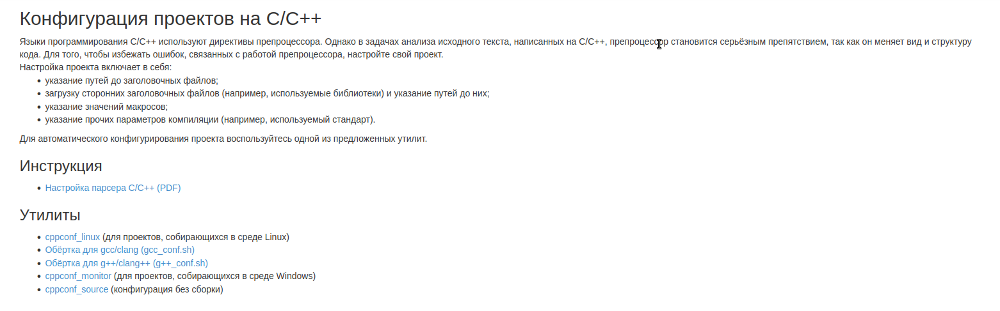 Конфигурация проектов на C/C++
Языки программирования C/C++ используют директивы препроцессора. Однако в задачах анализа исходного текста, написанных на C/C++, препроцессор становится серьёзным препятствием, так как он меняет вид и структуру
кода. Для того, чтобы избежать ошибок, связанных с работой препроцессора, настройте свой проект.
Настройка проекта включает в себя:
• указание путей до заголовочных файлов;
• загрузку сторонних заголовочных файлов (например, используемые библиотеки) и указание путей до них;
• указание значений макросов;
• указание прочих параметров компиляции (например, используемый стандарт).
Для автоматического конфигурирования проекта воспользуйтесь одной из предложенных утилит.
Инструкция
• Настройка парсера C/C++ (PDF)
Утилиты
• cppconf_linux (для проектов, собирающихся в среде Linux)
• Обёртка для gcc/clang (gcc_conf.sh)
• Обёртка для g++/clang++ (g++_conf.sh)
• cppconf_monitor (для проектов, собирающихся в среде Windows)
• cppconf_source (конфигурация без сборки)